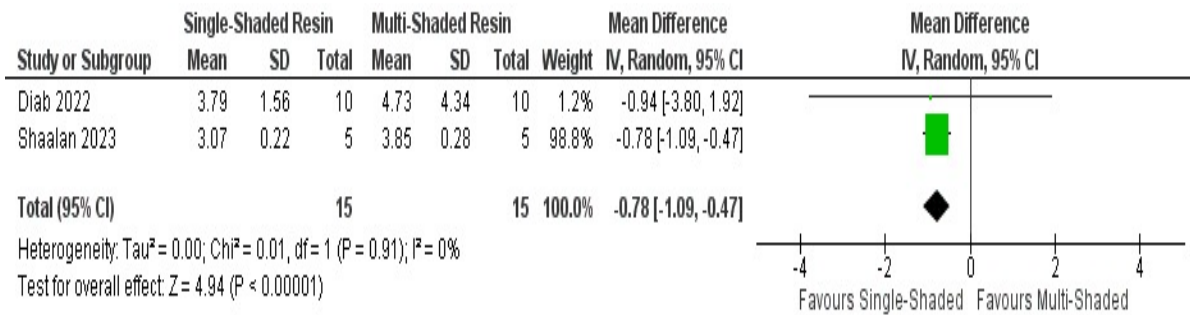 Single-Shaded Resin Multi-Shaded Resin Mean Difference Mean Difference
Study or Subgroup Mean SD Total Mean SD Total Weight IV, Random, 95% CI IV, Random, 95% CI
Diab 2022 3.79 1.56 10 4.73 4.34 10 1.2% -0.94 [-3.80, 1.92]
Shaalan 2023 3.07 0.22 5 3.85 0.28 5 98.8% -0.78 [-1.09, -0.47]
Total (95% CI) 15 15 100.0% -0.78 [-1.09, -0.47]
Heterogeneity: Tau² = 0.00; Chi² = 0.01, df = 1 (P = 0.91); I² = 0%
Test for overall effect: Z = 4.94 (P < 0.00001)
-4 -2 0 2 4
Favours Single-Shaded Favours Multi-Shaded